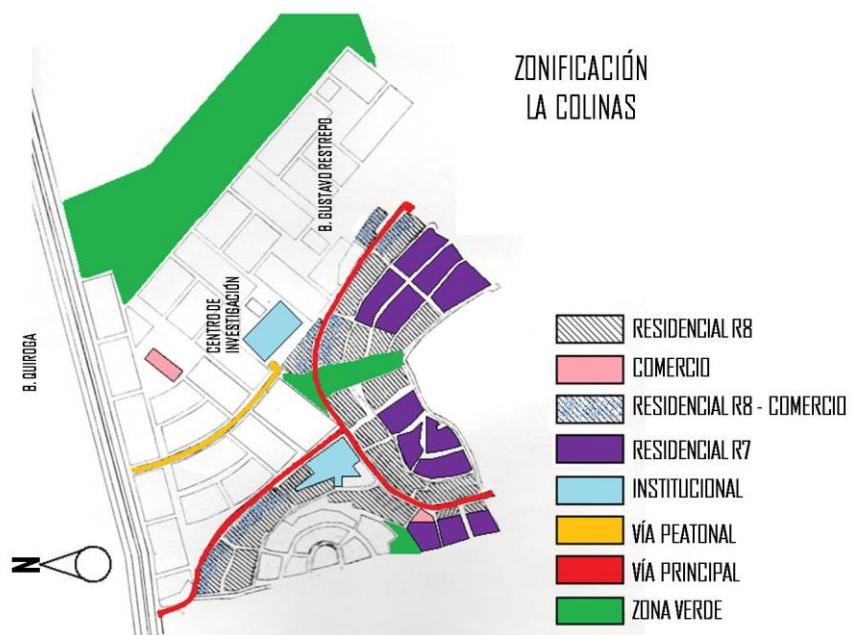 ZONIFICACIÓN
LA COLINAS
B. GUSTAVO RESTREPO
B. QUIROGA
CENTRO DE
INVESTIGACIÓN
N
RESIDENCIAL R8
COMERCIO
RESIDENCIAL R8 - COMERCIO
RESIDENCIAL R7
INSTITUCIONAL
VÍA PEATONAL
VÍA PRINCIPAL
ZONA VERDE